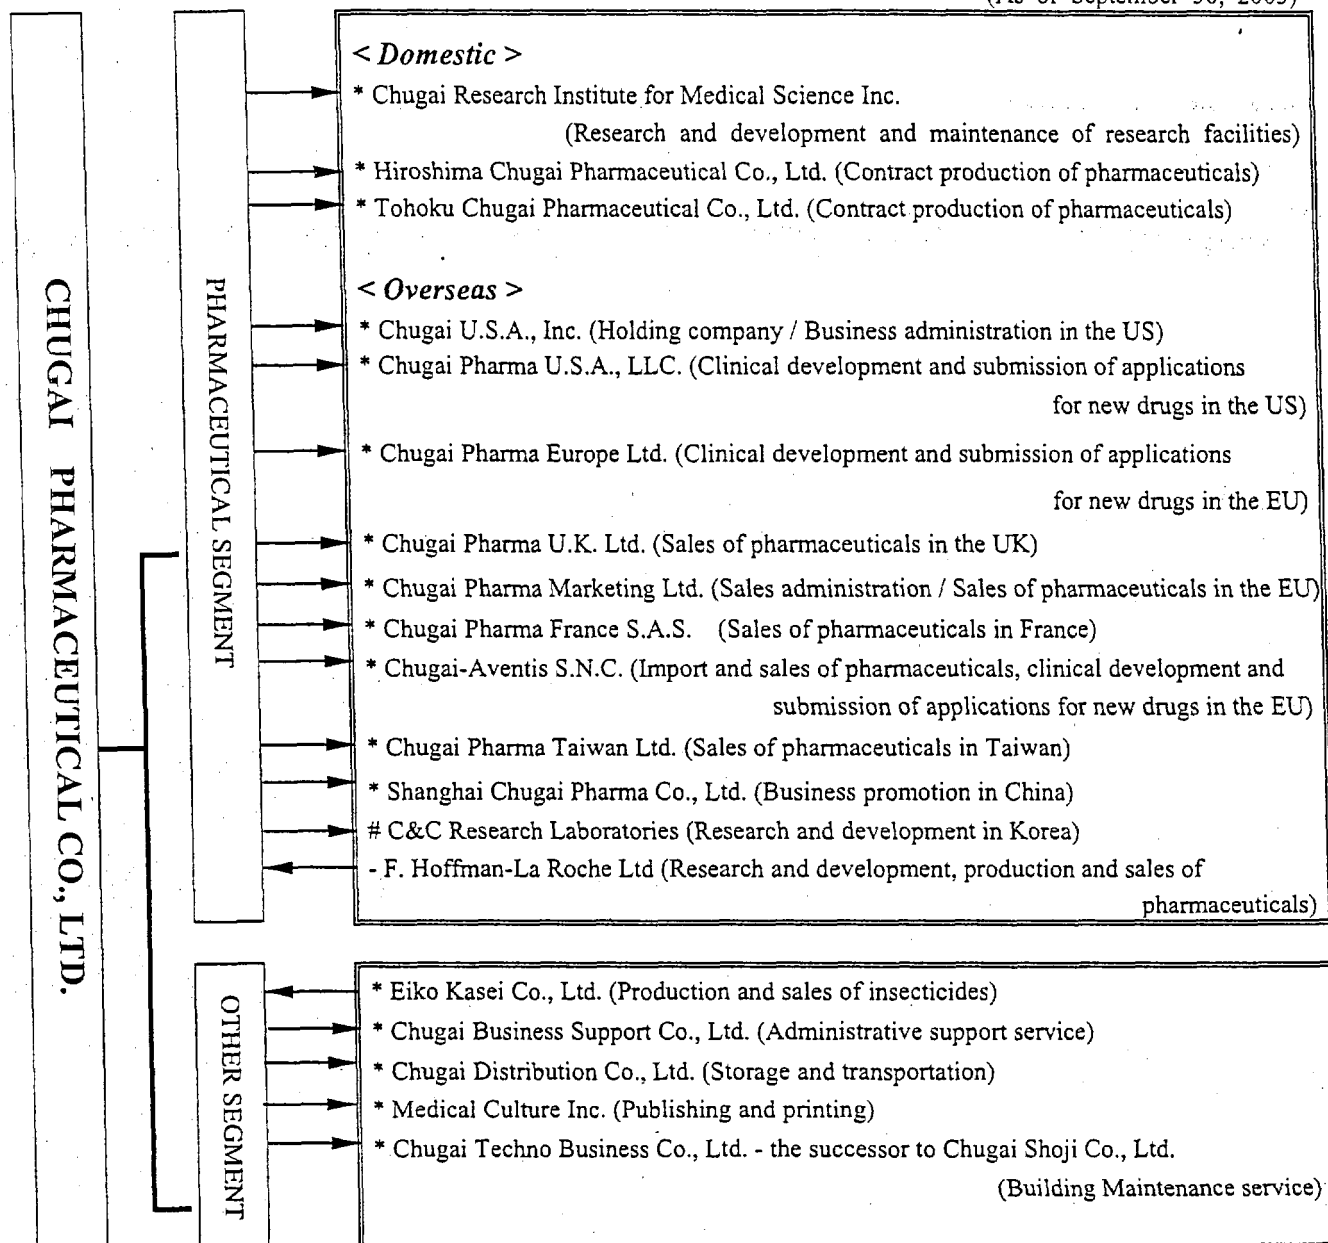 < Domestic >
* Chugai Research Institute for Medical Science Inc.
(Research and development and maintenance of research facilities)
* Hiroshima Chugai Pharmaceutical Co., Ltd. (Contract production of pharmaceuticals)
* Tohoku Chugai Pharmaceutical Co., Ltd. (Contract production of pharmaceuticals)
< Overseas >
* Chugai U.S.A., Inc. (Holding company / Business administration in the US)
* Chugai Pharma U.S.A., LLC. (Clinical development and submission of applications
for new drugs in the US)
* Chugai Pharma Europe Ltd. (Clinical development and submission of applications
for new drugs in the EU)
* Chugai Pharma U.K. Ltd. (Sales of pharmaceuticals in the UK)
* Chugai Pharma Marketing Ltd. (Sales administration / Sales of pharmaceuticals in the EU)
* Chugai Pharma France S.A.S. (Sales of pharmaceuticals in France)
* Chugai-Aventis S.N.C. (Import and sales of pharmaceuticals, clinical development and
submission of applications for new drugs in the EU)
* Chugai Pharma Taiwan Ltd. (Sales of pharmaceuticals in Taiwan)
* Shanghai Chugai Pharma Co., Ltd. (Business promotion in China)
# C&C Research Laboratories (Research and development in Korea)
- F. Hoffman-La Roche Ltd (Research and development, production and sales of
pharmaceuticals)
* Eiko Kasei Co., Ltd. (Production and sales of insecticides)
* Chugai Business Support Co., Ltd. (Administrative support service)
* Chugai Distribution Co., Ltd. (Storage and transportation)
* Medical Culture Inc. (Publishing and printing)
* Chugai Techno Business Co., Ltd. - the successor to Chugai Shoji Co., Ltd.
(Building Maintenance service)
CHUGAI PHARMACEUTICAL CO., LTD.
PHARMACEUTICAL SEGMENT
OTHER SEGMENT